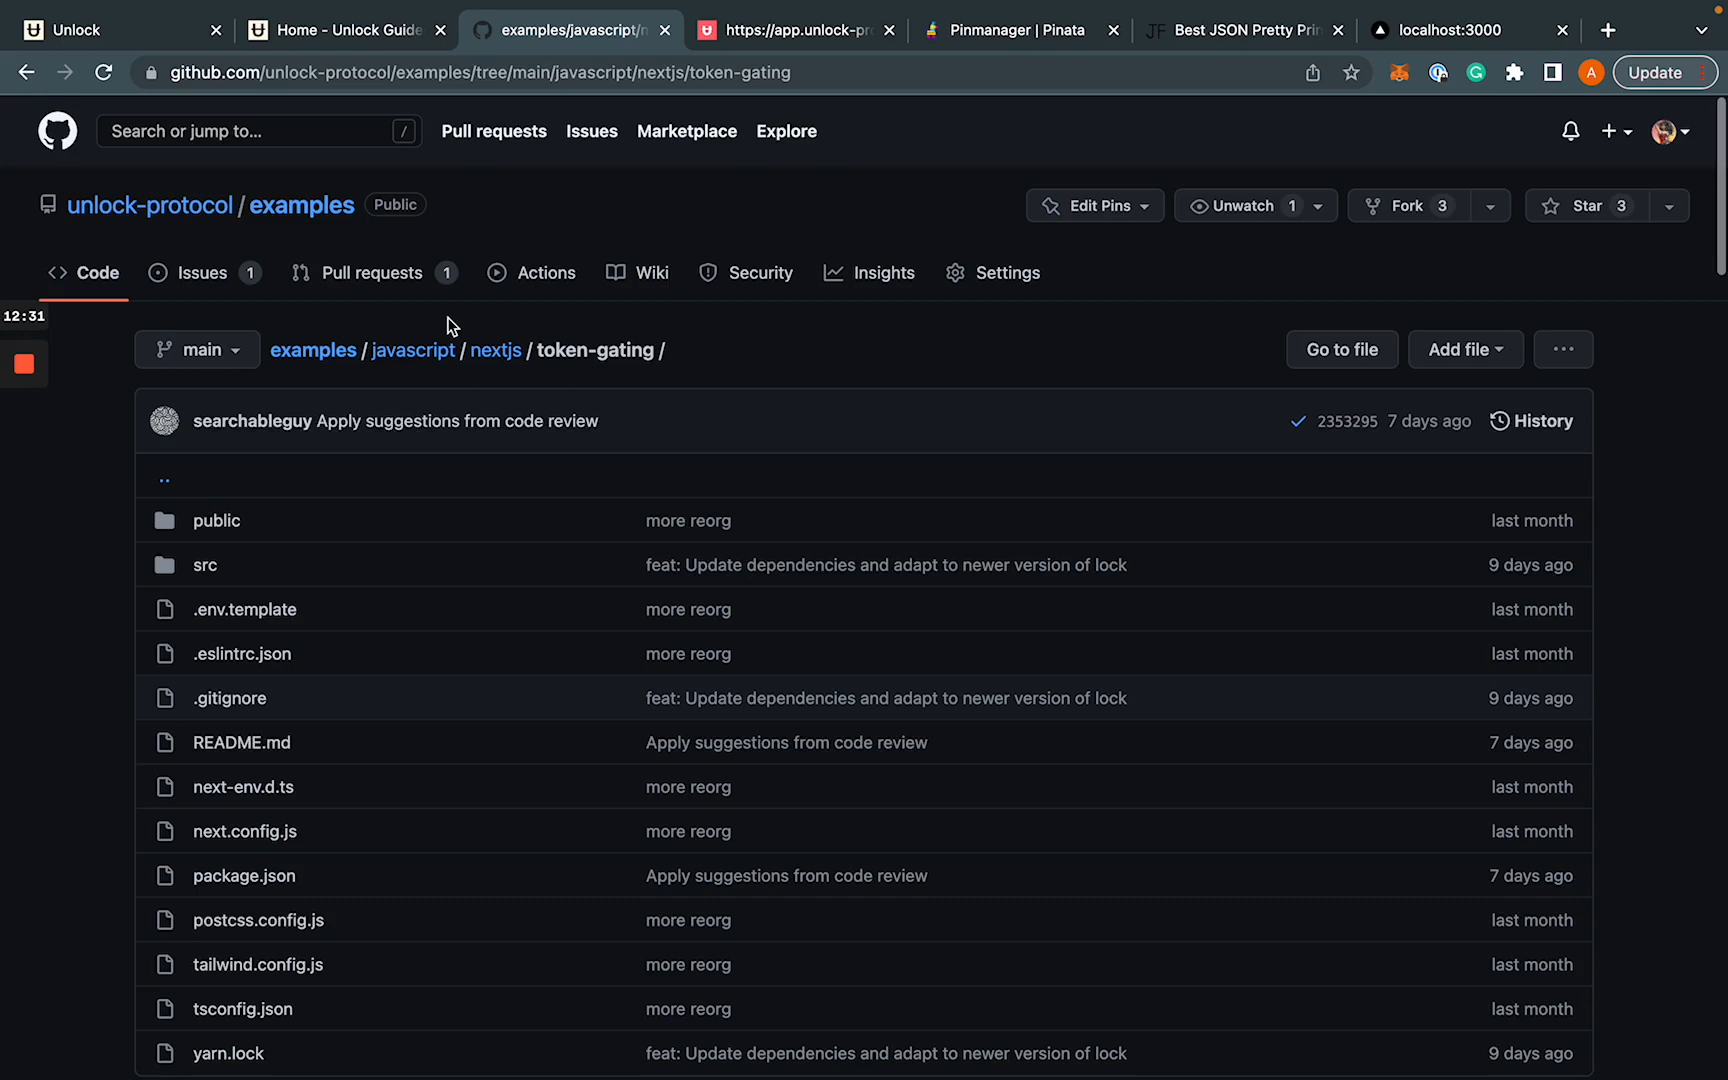 Unlock
Home - Unlock Guide
examples/javascript/n
https://app.unlock-pr
Pinmanager | Pinata
JF Best JSON Pretty Prin
localhost:3000
github.com/unlock-protocol/examples/tree/main/javascript/nextjs/token-gating
A
Update
Search or jump to... /
Pull requests Issues Marketplace Explore
unlock-protocol / examples Public
Edit Pins Unwatch 1 Fork 3 Star 3
Code Issues 1 Pull requests 1 Actions Wiki Security Insights Settings
12:31
main examples / javascript / nextjs / token-gating /
Go to file Add file ...
searchableguy Apply suggestions from code review 2353295 7 days ago History
..
public more reorg last month
src feat: Update dependencies and adapt to newer version of lock 9 days ago
.env.template more reorg last month
.eslintrc.json more reorg last month
.gitignore feat: Update dependencies and adapt to newer version of lock 9 days ago
README.md Apply suggestions from code review 7 days ago
next-env.d.ts more reorg last month
next.config.js more reorg last month
package.json Apply suggestions from code review 7 days ago
postcss.config.js more reorg last month
tailwind.config.js more reorg last month
tsconfig.json more reorg last month
yarn.lock feat: Update dependencies and adapt to newer version of lock 9 days ago